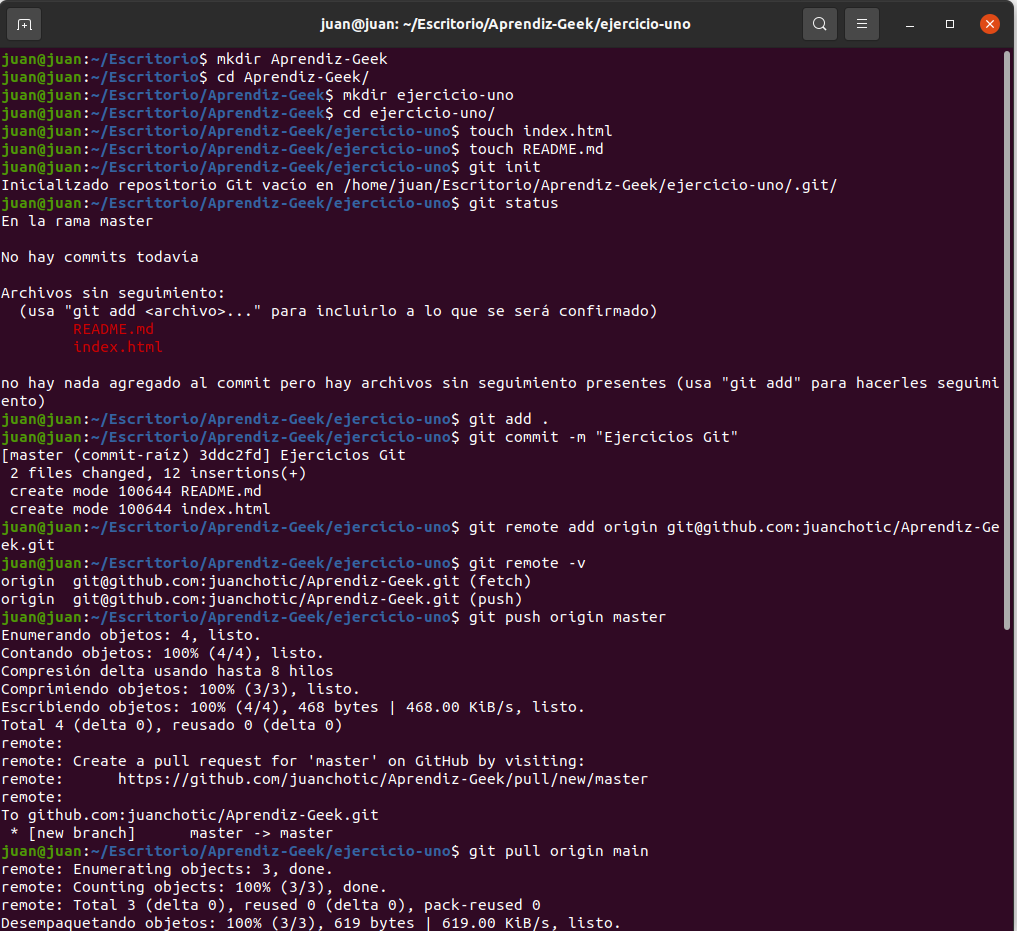 juan@juan: ~/Escritorio/Aprendiz-Geek/ejercicio-uno
juan@juan:~/Escritorio$ mkdir Aprendiz-Geek
juan@juan:~/Escritorio$ cd Aprendiz-Geek/
juan@juan:~/Escritorio/Aprendiz-Geek$ mkdir ejercicio-uno
juan@juan:~/Escritorio/Aprendiz-Geek$ cd ejercicio-uno/
juan@juan:~/Escritorio/Aprendiz-Geek/ejercicio-uno$ touch index.html
juan@juan:~/Escritorio/Aprendiz-Geek/ejercicio-uno$ touch README.md
juan@juan:~/Escritorio/Aprendiz-Geek/ejercicio-uno$ git init
Inicializado repositorio Git vacío en /home/juan/Escritorio/Aprendiz-Geek/ejercicio-uno/.git/
juan@juan:~/Escritorio/Aprendiz-Geek/ejercicio-uno$ git status
En la rama master
No hay commits todavía
Archivos sin seguimiento:
  (usa "git add <archivo>..." para incluirlo a lo que se será confirmado)
        README.md
        index.html
no hay nada agregado al commit pero hay archivos sin seguimiento presentes (usa "git add" para hacerles seguimi
ento)
juan@juan:~/Escritorio/Aprendiz-Geek/ejercicio-uno$ git add .
juan@juan:~/Escritorio/Aprendiz-Geek/ejercicio-uno$ git commit -m "Ejercicios Git"
[master (commit-raíz) 3ddc2fd] Ejercicios Git
 2 files changed, 12 insertions(+)
 create mode 100644 README.md
 create mode 100644 index.html
juan@juan:~/Escritorio/Aprendiz-Geek/ejercicio-uno$ git remote add origin git@github.com:juanchotic/Aprendiz-Ge
ek.git
juan@juan:~/Escritorio/Aprendiz-Geek/ejercicio-uno$ git remote -v
origin  git@github.com:juanchotic/Aprendiz-Geek.git (fetch)
origin  git@github.com:juanchotic/Aprendiz-Geek.git (push)
juan@juan:~/Escritorio/Aprendiz-Geek/ejercicio-uno$ git push origin master
Enumerando objetos: 4, listo.
Contando objetos: 100% (4/4), listo.
Compresión delta usando hasta 8 hilos
Comprimiendo objetos: 100% (3/3), listo.
Escribiendo objetos: 100% (4/4), 468 bytes | 468.00 KiB/s, listo.
Total 4 (delta 0), reusado 0 (delta 0)
remote:
remote: Create a pull request for 'master' on GitHub by visiting:
remote:      https://github.com/juanchotic/Aprendiz-Geek/pull/new/master
remote:
To github.com:juanchotic/Aprendiz-Geek.git
 * [new branch]      master -> master
juan@juan:~/Escritorio/Aprendiz-Geek/ejercicio-uno$ git pull origin main
remote: Enumerating objects: 3, done.
remote: Counting objects: 100% (3/3), done.
remote: Total 3 (delta 0), reused 0 (delta 0), pack-reused 0
Desempaquetando objetos: 100% (3/3), 619 bytes | 619.00 KiB/s, listo.